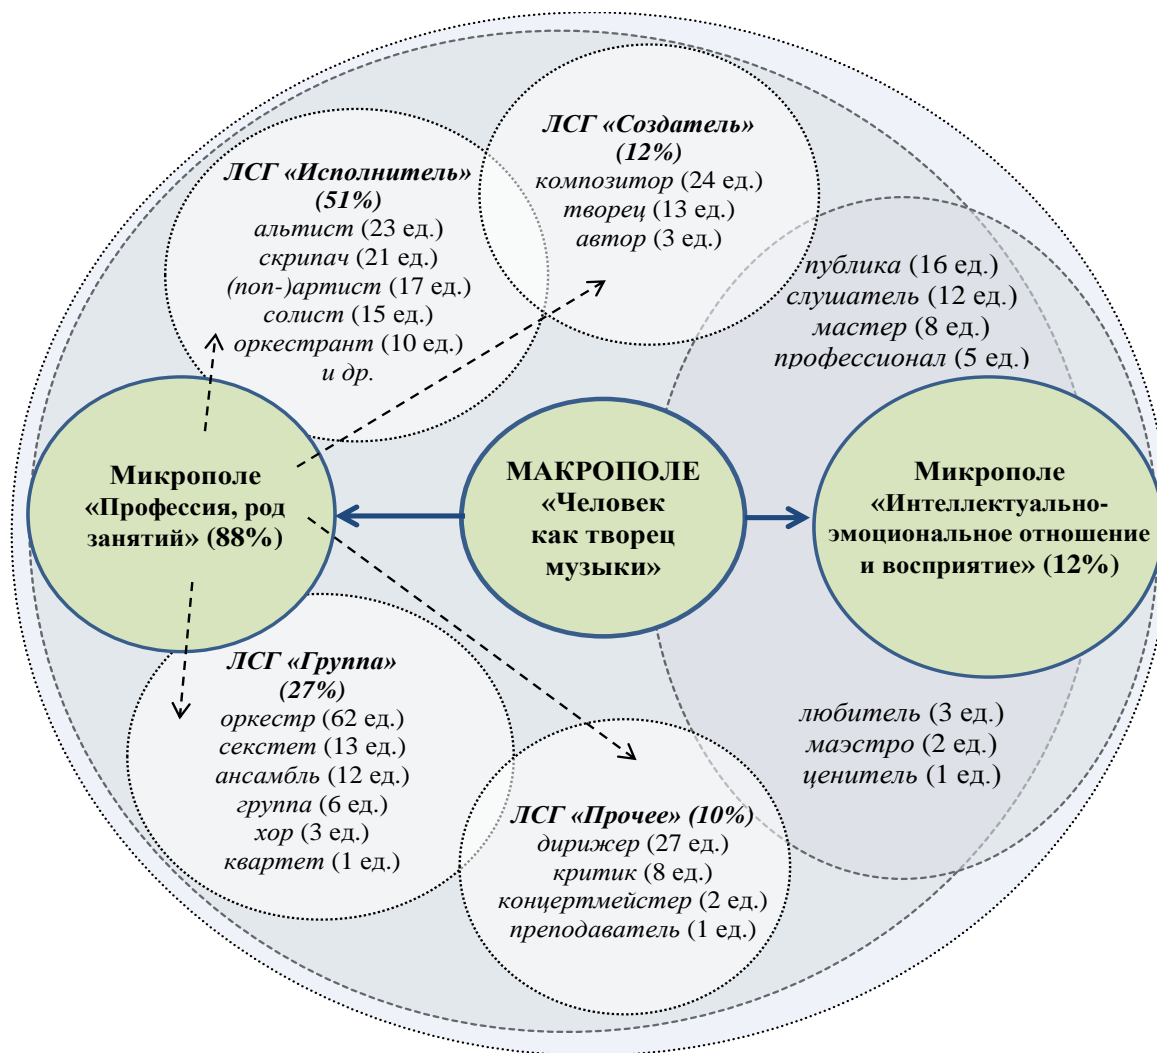 ЛСГ «Создатель»
(12%)
композитор (24 ед.)
творец (13 ед.)
автор (3 ед.)
ЛСГ «Исполнитель»
(51%)
альтист (23 ед.)
скрипач (21 ед.)
(поп-)артист (17 ед.)
солист (15 ед.)
оркестрант (10 ед.)
и др.
публика (16 ед.)
слушатель (12 ед.)
мастер (8 ед.)
профессионал (5 ед.)
Микрополе
«Профессия, род
занятий» (88%)
МАКРОПОЛЕ
«Человек
как творец
музыки»
Микрополе
«Интеллектуально-
эмоциональное отношение
и восприятие» (12%)
ЛСГ «Группа»
(27%)
оркестр (62 ед.)
секстет (13 ед.)
ансамбль (12 ед.)
группа (6 ед.)
хор (3 ед.)
квартет (1 ед.)
любитель (3 ед.)
маэстро (2 ед.)
ценитель (1 ед.)
ЛСГ «Прочее» (10%)
дирижер (27 ед.)
критик (8 ед.)
концертмейстер (2 ед.)
преподаватель (1 ед.)